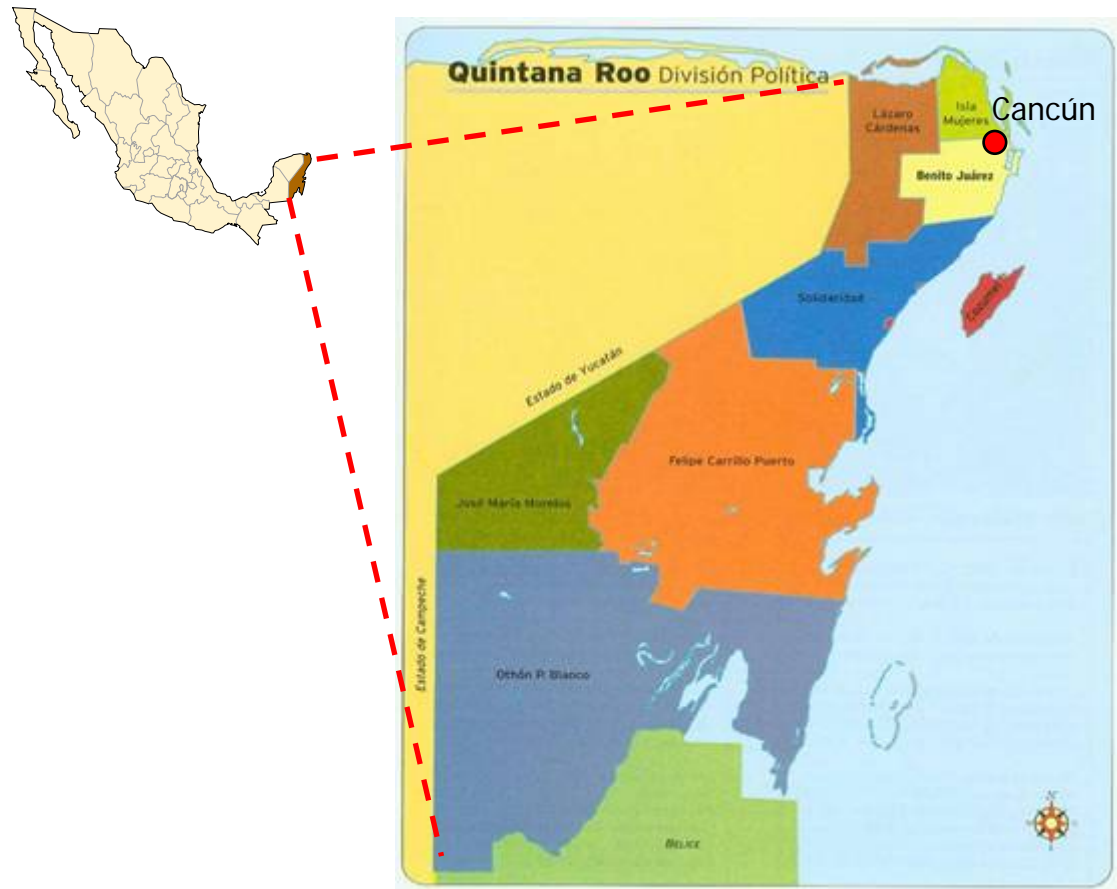 Quintana Roo División Política
Lázaro
Cárdenas
Isla
Mujeres
Cancún
Benito Juárez
Solidaridad
Cozumel
Estado de Yucatán
Felipe Carrillo Puerto
José María Morelos
Estado de Campeche
Othón P. Blanco
BELICE
N